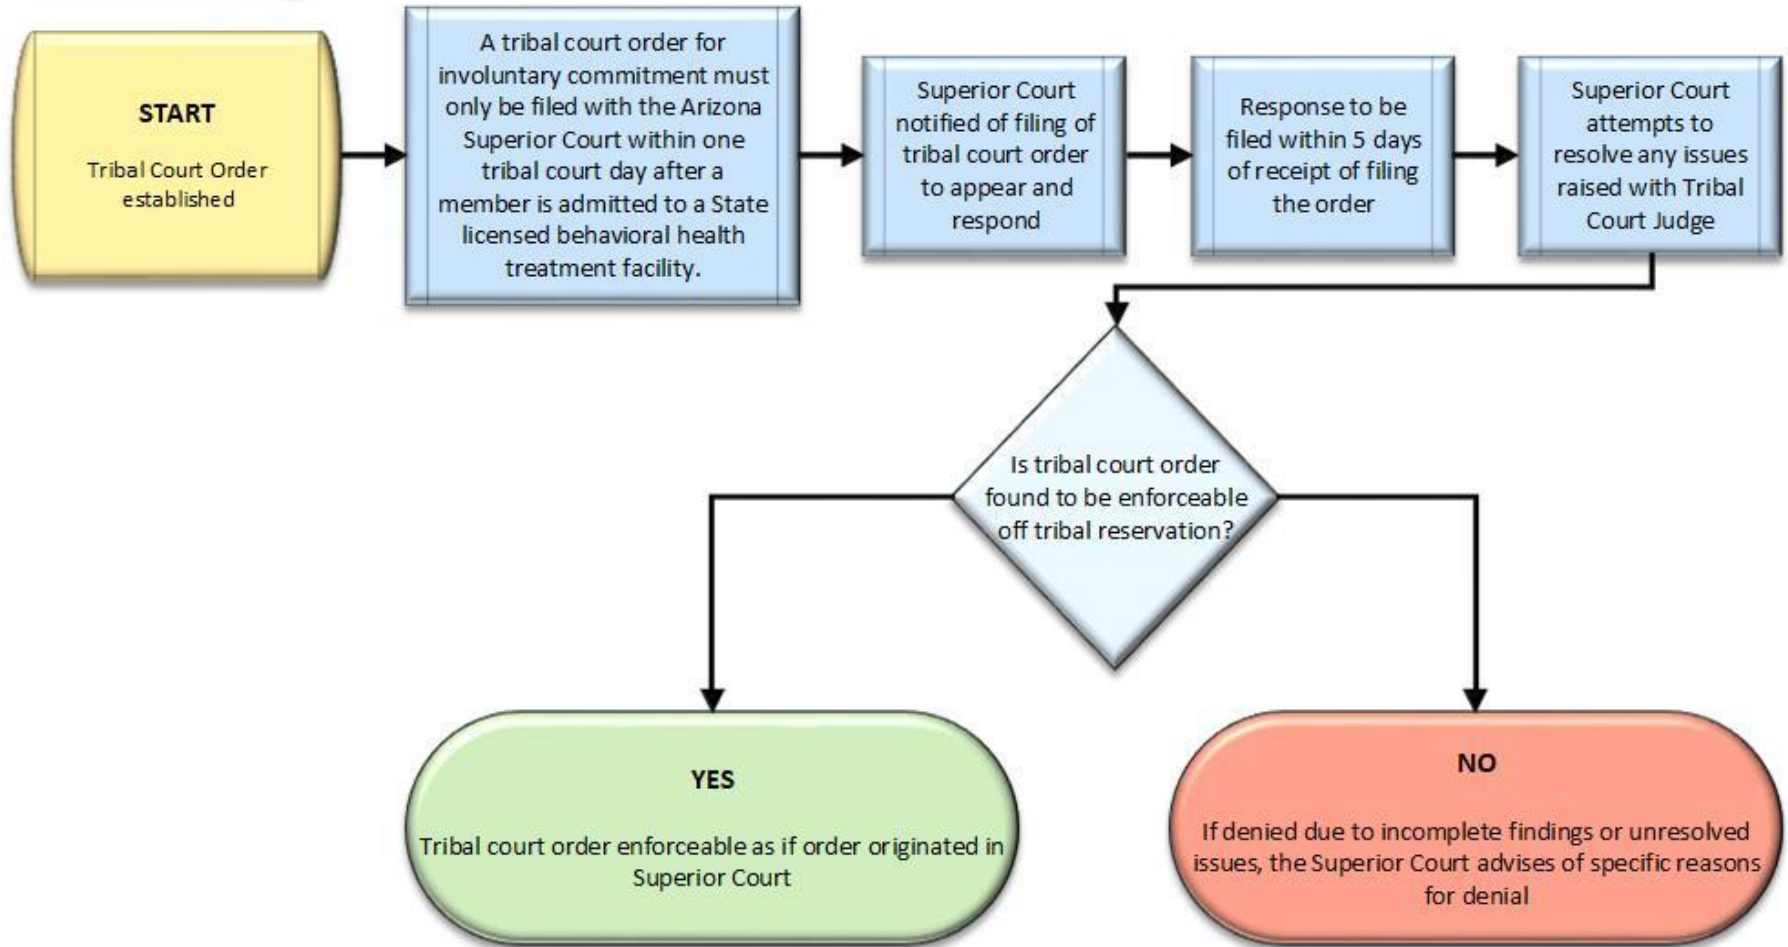 START
Tribal Court Order
established
A tribal court order for
involuntary commitment must
only be filed with the Arizona
Superior Court within one
tribal court day after a
member is admitted to a State
licensed behavioral health
treatment facility.
Superior Court
notified of filing of
tribal court order
to appear and
respond
Response to be
filed within 5 days
of receipt of filing
the order
Superior Court
attempts to
resolve any issues
raised with Tribal
Court Judge
Is tribal court order
found to be enforceable
off tribal reservation?
YES
Tribal court order enforceable as if order originated in
Superior Court
NO
If denied due to incomplete findings or unresolved
issues, the Superior Court advises of specific reasons
for denial